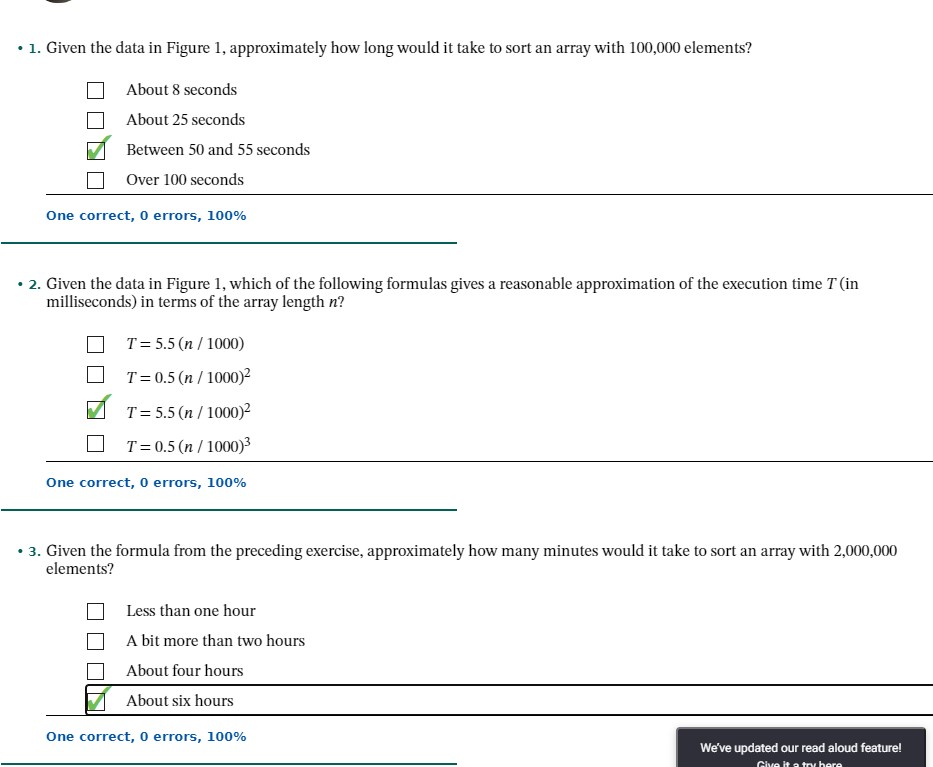 • 1. Given the data in Figure 1, approximately how long would it take to sort an array with 100,000 elements?
About 8 seconds
About 25 seconds
Between 50 and 55 seconds
Over 100 seconds
One correct, 0 errors, 100%
• 2. Given the data in Figure 1, which of the following formulas gives a reasonable approximation of the execution time T (in
milliseconds) in terms of the array length n?
T = 5.5 (n / 1000)
T = 0.5 (n / 1000)²
T = 5.5 (n / 1000)²
T = 0.5 (n / 1000)³
One correct, 0 errors, 100%
• 3. Given the formula from the preceding exercise, approximately how many minutes would it take to sort an array with 2,000,000
elements?
Less than one hour
A bit more than two hours
About four hours
About six hours
One correct, 0 errors, 100%
We've updated our read aloud feature!
Give it a try here